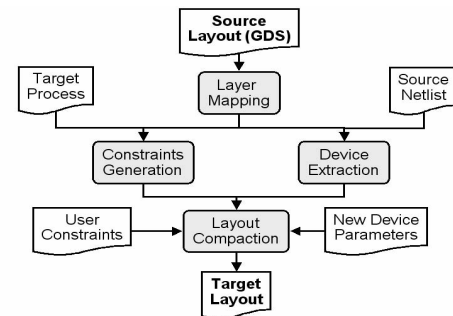 Source
Layout (GDS)
Target
Process
Layer
Mapping
Source
Netlist
Constraints
Generation
Device
Extraction
User
Constraints
Layout
Compaction
New Device
Parameters
Target
Layout